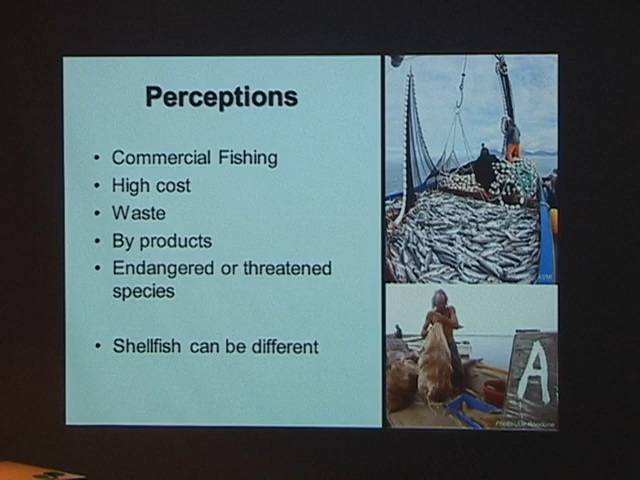 Perceptions
• Commercial Fishing
• High cost
• Waste
• By products
• Endangered or threatened
species
• Shellfish can be different
A